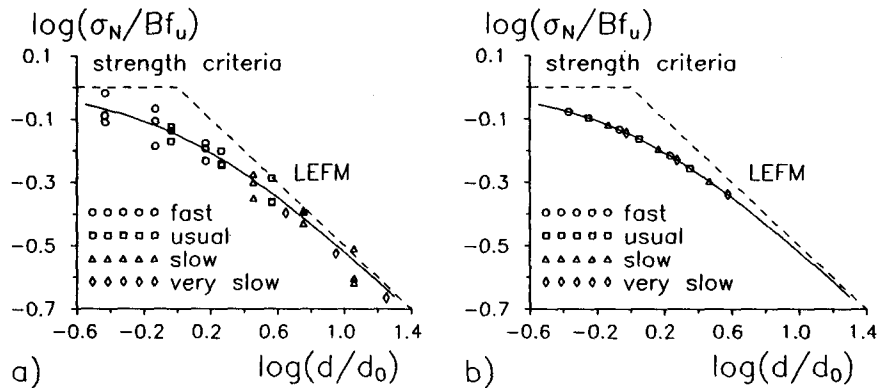 log(σN/Bfu)
0.1
strength criteria
-0.1
-0.3
LEFM
fast
-0.5
usual
slow
very slow
-0.7
-0.6 -0.2 0.2 0.6 1.0 1.4
a) log(d/d0)
log(σN/Bfu)
0.1
strength criteria
-0.1
-0.3
LEFM
fast
-0.5
usual
slow
very slow
-0.7
-0.6 -0.2 0.2 0.6 1.0 1.4
b) log(d/d0)